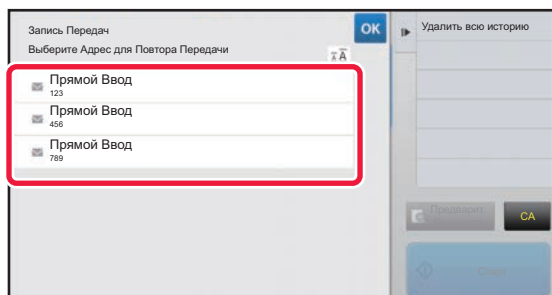 Запись Передач
OK
Удалить всю историю
Выберите Адрес для Повтора Передачи
Прямой Ввод
123
Прямой Ввод
456
Прямой Ввод
789
CA
Старт